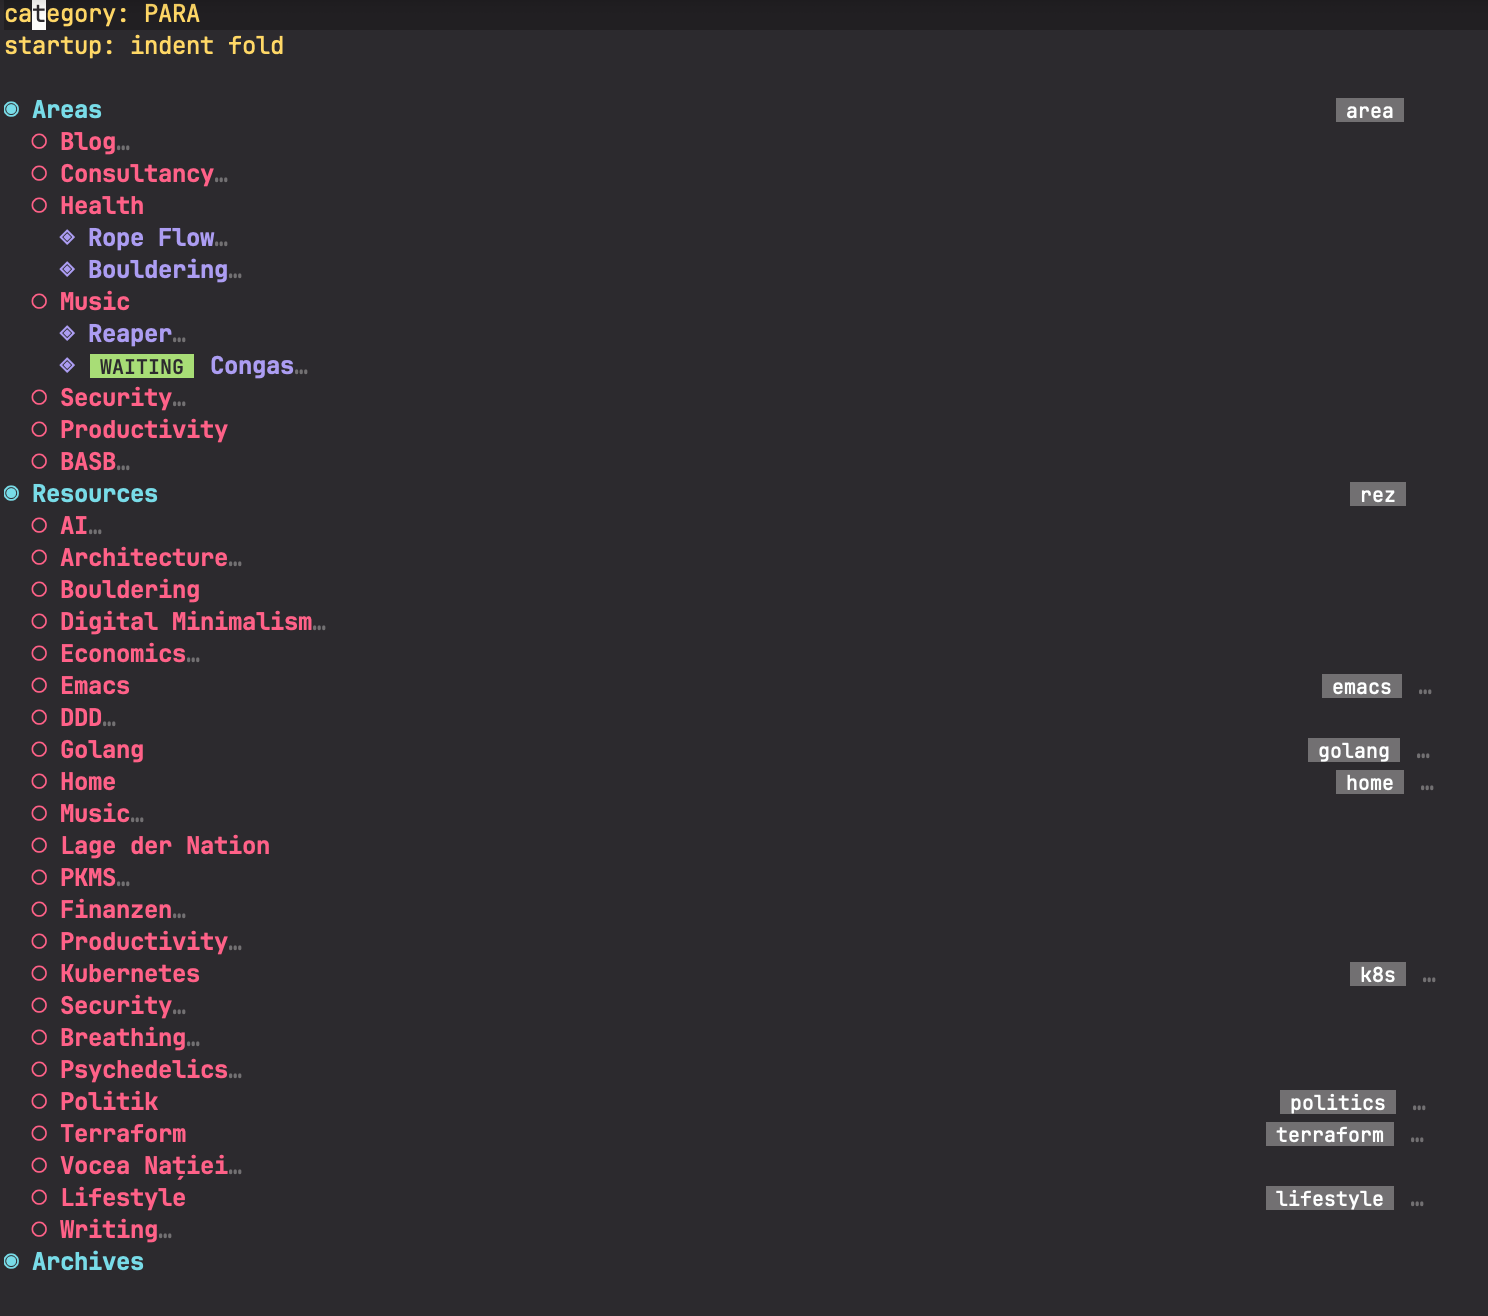 category: PARA
startup: indent fold
Areas area
Blog…
Consultancy…
Health
Rope Flow…
Bouldering…
Music
Reaper…
WAITING Congas…
Security…
Productivity
BASB…
Resources rez
AI…
Architecture…
Bouldering
Digital Minimalism…
Economics…
Emacs emacs …
DDD…
Golang golang …
Home home …
Music…
Lage der Nation
PKMS…
Finanzen…
Productivity…
Kubernetes k8s …
Security…
Breathing…
Psychedelics…
Politik politics …
Terraform terraform …
Vocea Nației…
Lifestyle lifestyle …
Writing…
Archives